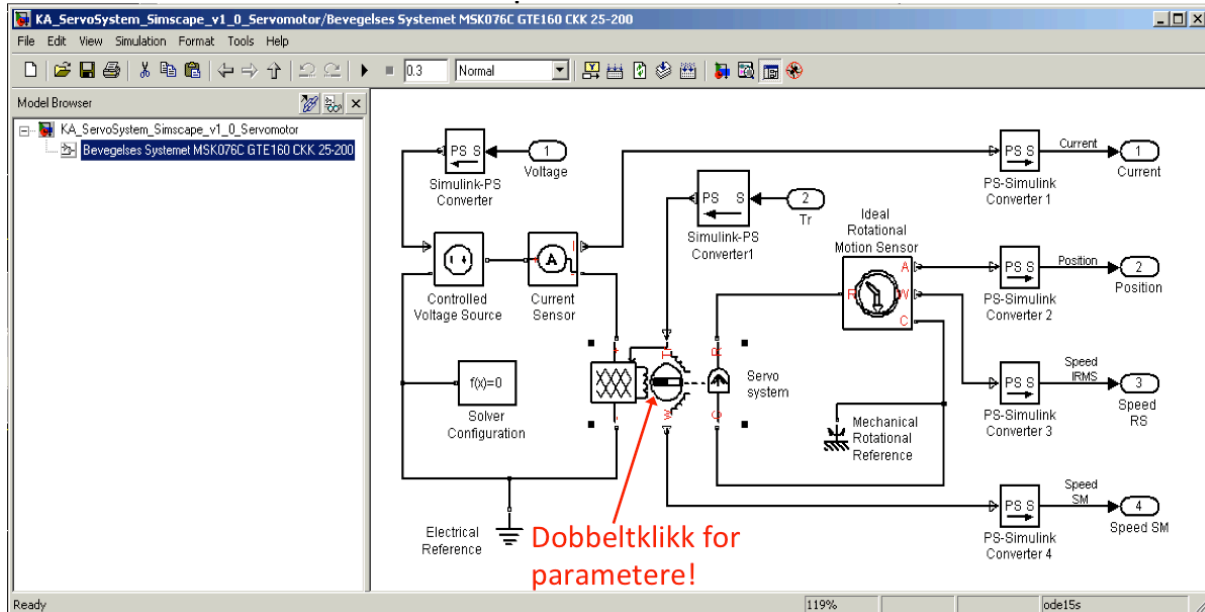 KA_ServoSystem_Simscape_v1_0_Servomotor/Bevegelses Systemet MSK076C GTE160 CKK 25-200
File Edit View Simulation Format Tools Help
0.3 Normal
Model Browser
KA_ServoSystem_Simscape_v1_0_Servomotor
Bevegelses Systemet MSK076C GTE160 CKK 25-200
PS S
Simulink-PS
Converter
1
Voltage
PS S
Simulink-PS
Converter1
2
Tr
PS S
PS-Simulink
Converter 1
Current
1
Current
Controlled
Voltage Source
A
I
Current
Sensor
Ideal
Rotational
Motion Sensor
R
A
W
C
PS S
PS-Simulink
Converter 2
Position
2
Position
f(x)=0
Solver
Configuration
+
-
Tr
W
R
C
Servo
system
Mechanical
Rotational
Reference
PS S
PS-Simulink
Converter 3
Speed
IRMS
3
Speed
RS
Electrical
Reference
Dobbeltklikk for
parametere!
PS S
PS-Simulink
Converter 4
Speed
SM
4
Speed SM
Ready
119%
ode15s